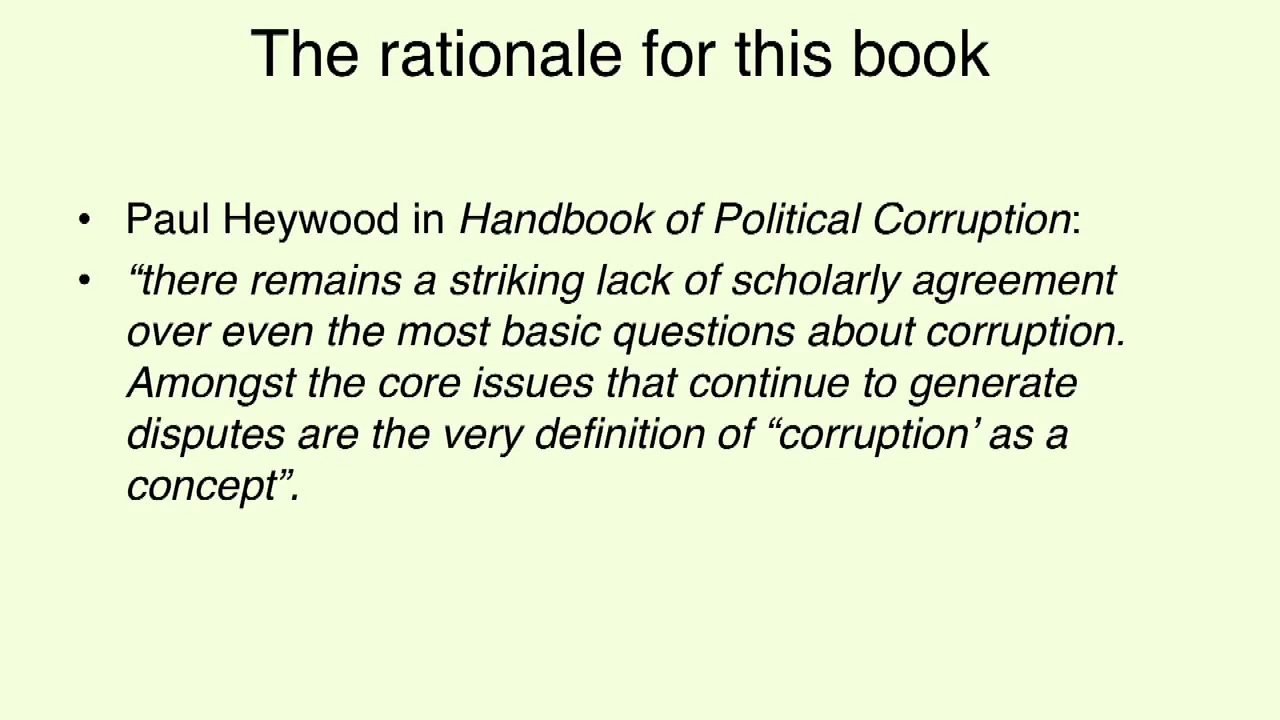 The rationale for this book
• Paul Heywood in Handbook of Political Corruption:
• “there remains a striking lack of scholarly agreement
over even the most basic questions about corruption.
Amongst the core issues that continue to generate
disputes are the very definition of “corruption’ as a
concept”.